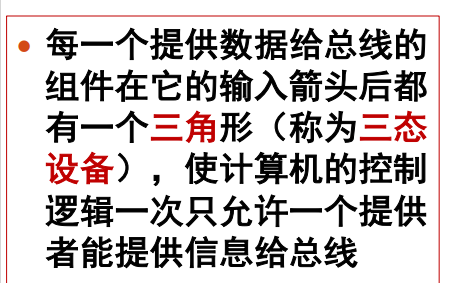 • 每一个提供数据给总线的
组件在它的输入箭头后都
有一个三角形（称为三态
设备），使计算机的控制
逻辑一次只允许一个提供
者能提供信息给总线